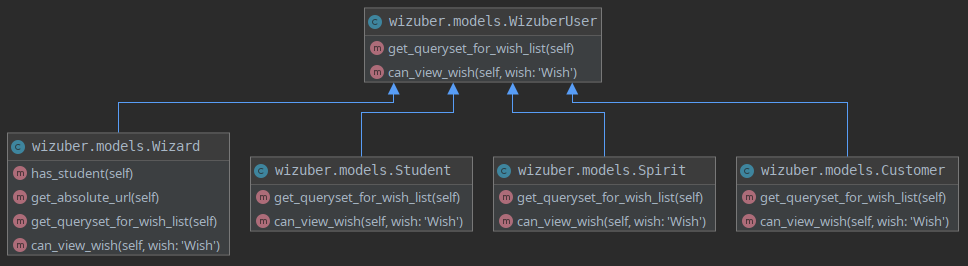 C wizuber.models.WizuberUser
m get_queryset_for_wish_list(self)
m can_view_wish(self, wish: 'Wish')
C wizuber.models.Wizard
m has_student(self)
m get_absolute_url(self)
m get_queryset_for_wish_list(self)
m can_view_wish(self, wish: 'Wish')
C wizuber.models.Student
m get_queryset_for_wish_list(self)
m can_view_wish(self, wish: 'Wish')
C wizuber.models.Spirit
m get_queryset_for_wish_list(self)
m can_view_wish(self, wish: 'Wish')
C wizuber.models.Customer
m get_queryset_for_wish_list(self)
m can_view_wish(self, wish: 'Wish')